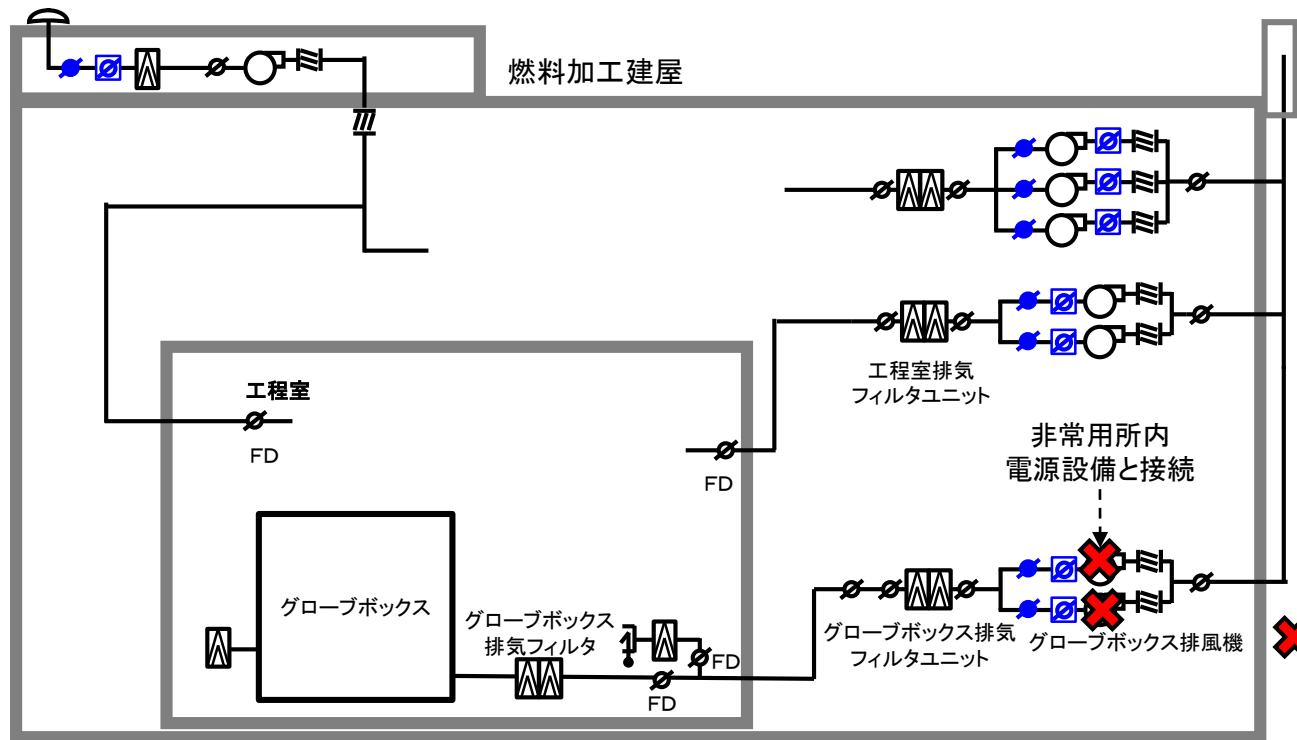 燃料加工建屋
工程室排気
フィルタユニット
工程室
FD
FD
非常用所内
電源設備と接続
グローブボックス
グローブボックス
排気フィルタ
FD
FD
グローブボックス排気
フィルタユニット
グローブボックス排風機